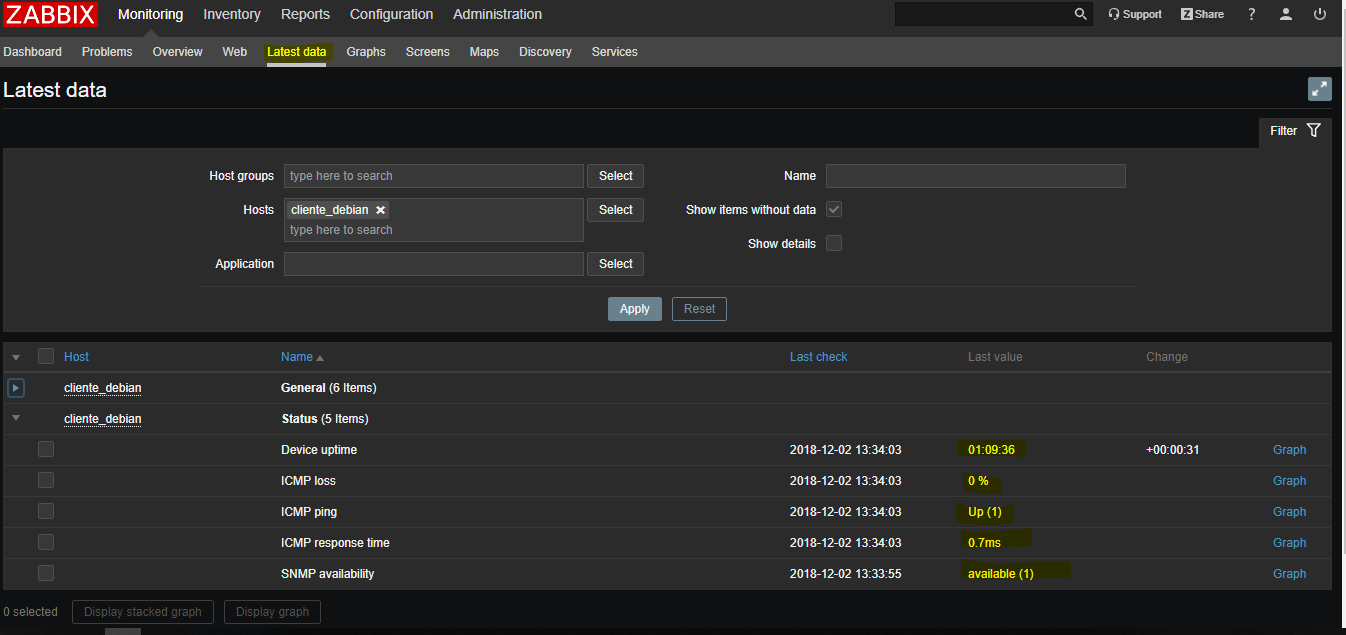 ZABBIX Monitoring Inventory Reports Configuration Administration Support Z Share ?
Dashboard Problems Overview Web Latest data Graphs Screens Maps Discovery Services
Latest data
Filter
Host groups type here to search Select Name
Hosts cliente_debian Select Show items without data
type here to search
Show details
Application Select
Apply Reset
Host Name Last check Last value Change
cliente_debian General (6 Items)
cliente_debian Status (5 Items)
Device uptime 2018-12-02 13:34:03 01:09:36 +00:00:31 Graph
ICMP loss 2018-12-02 13:34:03 0 % Graph
ICMP ping 2018-12-02 13:34:03 Up (1) Graph
ICMP response time 2018-12-02 13:34:03 0.7ms Graph
SNMP availability 2018-12-02 13:33:55 available (1) Graph
0 selected Display stacked graph Display graph